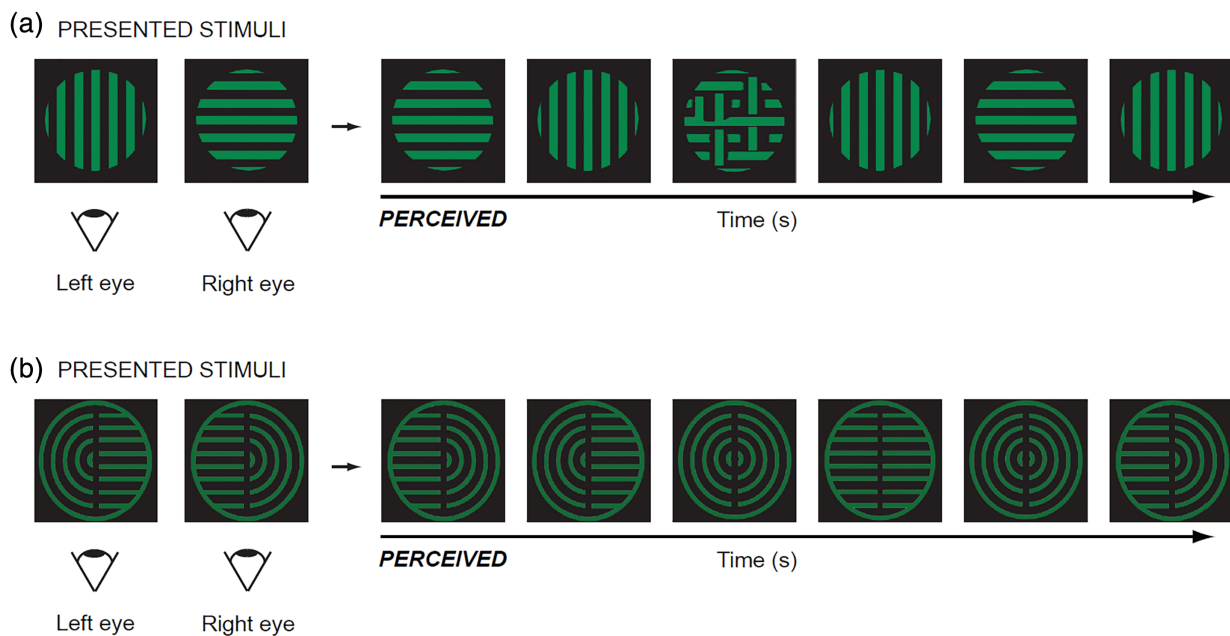 (a) PRESENTED STIMULI
PERCEIVED Time (s)
Left eye Right eye
(b) PRESENTED STIMULI
PERCEIVED Time (s)
Left eye Right eye